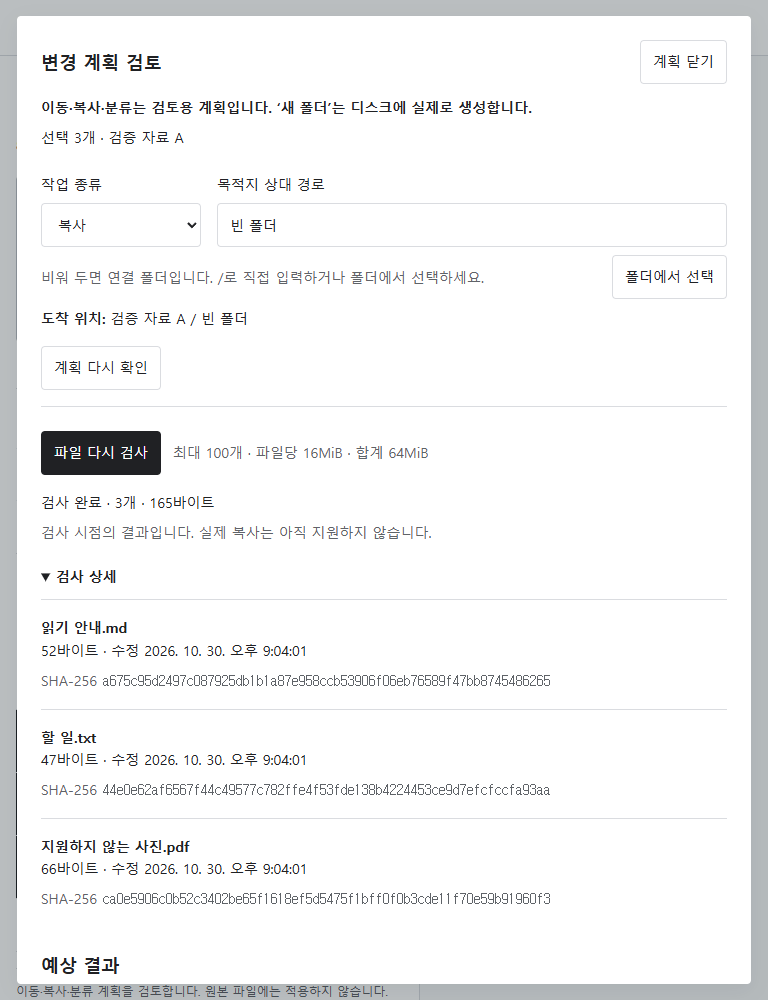 변경 계획 검토
계획 닫기
이동·복사·분류는 검토용 계획입니다. ‘새 폴더’는 디스크에 실제로 생성합니다.
선택 3개 · 검증 자료 A
작업 종류
목적지 상대 경로
복사
빈 폴더
비워 두면 연결 폴더입니다. /로 직접 입력하거나 폴더에서 선택하세요.
폴더에서 선택
도착 위치: 검증 자료 A / 빈 폴더
계획 다시 확인
파일 다시 검사
최대 100개 · 파일당 16MiB · 합계 64MiB
검사 완료 · 3개 · 165바이트
검사 시점의 결과입니다. 실제 복사는 아직 지원하지 않습니다.
▼ 검사 상세
읽기 안내.md
52바이트 · 수정 2026. 10. 30. 오후 9:04:01
SHA-256 a675c95d2497c087925db1b1a87e958ccb53906f06eb76589f47bb8745486265
할 일.txt
47바이트 · 수정 2026. 10. 30. 오후 9:04:01
SHA-256 44e0e62af6567f44c49577c782ffe4f53fde138b4224453ce9d7efcfccfa93aa
지원하지 않는 사진.pdf
66바이트 · 수정 2026. 10. 30. 오후 9:04:01
SHA-256 ca0e5906c0b52c3402be65f1618ef5d5475f1bff0f0b3cde11f70e59b91960f3
예상 결과
이동·복사·분류 계획을 검토합니다. 원본 파일에는 적용하지 않습니다.